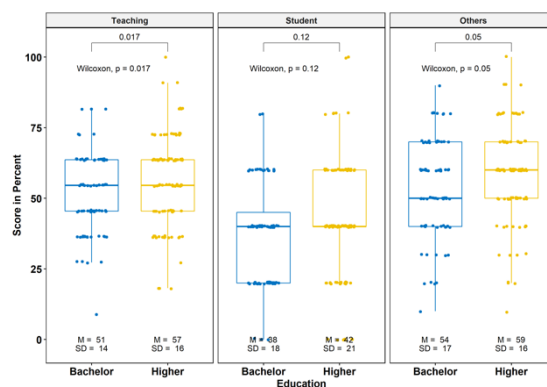 Teaching
Student
Others
0.017
0.12
0.05
Wilcoxon, p = 0.017
Wilcoxon, p = 0.12
Wilcoxon, p = 0.05
Score in Percent
100
75
50
25
0
M = 51
SD = 14
M = 57
SD = 16
M = 38
SD = 18
M = 42
SD = 21
M = 54
SD = 17
M = 59
SD = 16
Bachelor
Higher
Bachelor
Higher
Bachelor
Higher
Education